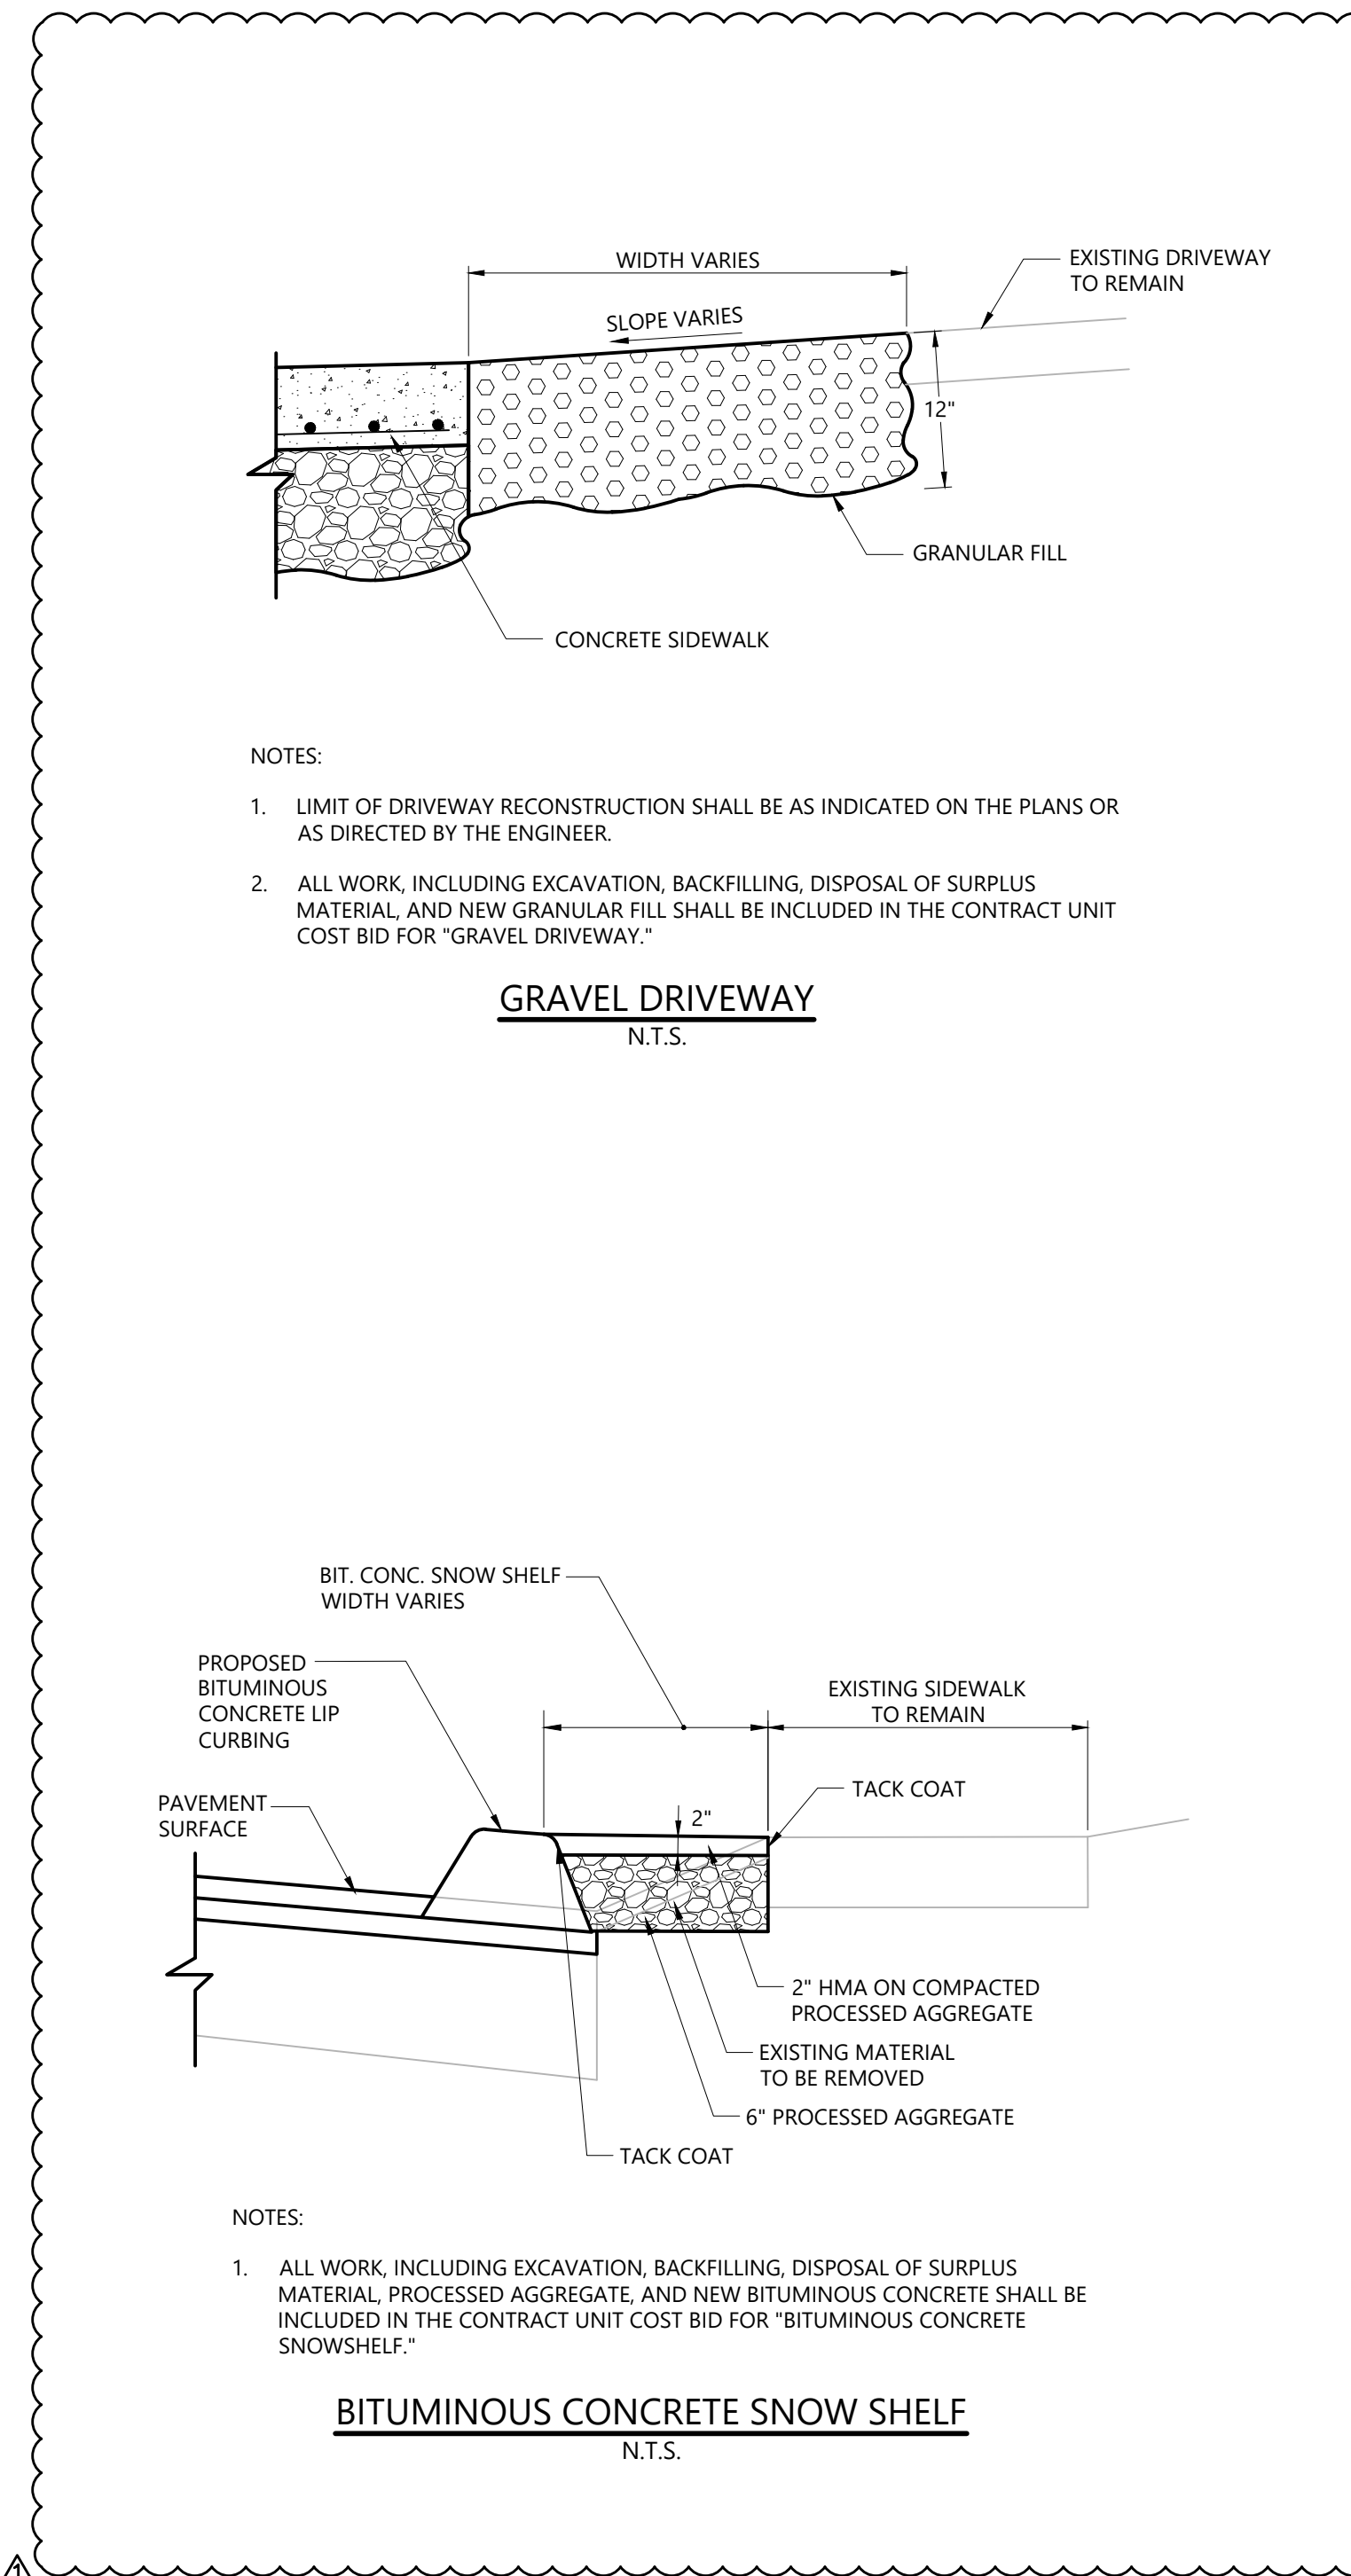 WIDTH VARIES
EXISTING DRIVEWAY
TO REMAIN
SLOPE VARIES
12"
GRANULAR FILL
CONCRETE SIDEWALK
NOTES:
1. LIMIT OF DRIVEWAY RECONSTRUCTION SHALL BE AS INDICATED ON THE PLANS OR
AS DIRECTED BY THE ENGINEER.
2. ALL WORK, INCLUDING EXCAVATION, BACKFILLING, DISPOSAL OF SURPLUS
MATERIAL, AND NEW GRANULAR FILL SHALL BE INCLUDED IN THE CONTRACT UNIT
COST BID FOR "GRAVEL DRIVEWAY."
GRAVEL DRIVEWAY
N.T.S.
BIT. CONC. SNOW SHELF
WIDTH VARIES
PROPOSED
BITUMINOUS
CONCRETE LIP
CURBING
EXISTING SIDEWALK
TO REMAIN
TACK COAT
PAVEMENT
SURFACE
2"
2" HMA ON COMPACTED
PROCESSED AGGREGATE
EXISTING MATERIAL
TO BE REMOVED
6" PROCESSED AGGREGATE
TACK COAT
NOTES:
1. ALL WORK, INCLUDING EXCAVATION, BACKFILLING, DISPOSAL OF SURPLUS
MATERIAL, PROCESSED AGGREGATE, AND NEW BITUMINOUS CONCRETE SHALL BE
INCLUDED IN THE CONTRACT UNIT COST BID FOR "BITUMINOUS CONCRETE
SNOWSHELF."
BITUMINOUS CONCRETE SNOW SHELF
N.T.S.
1